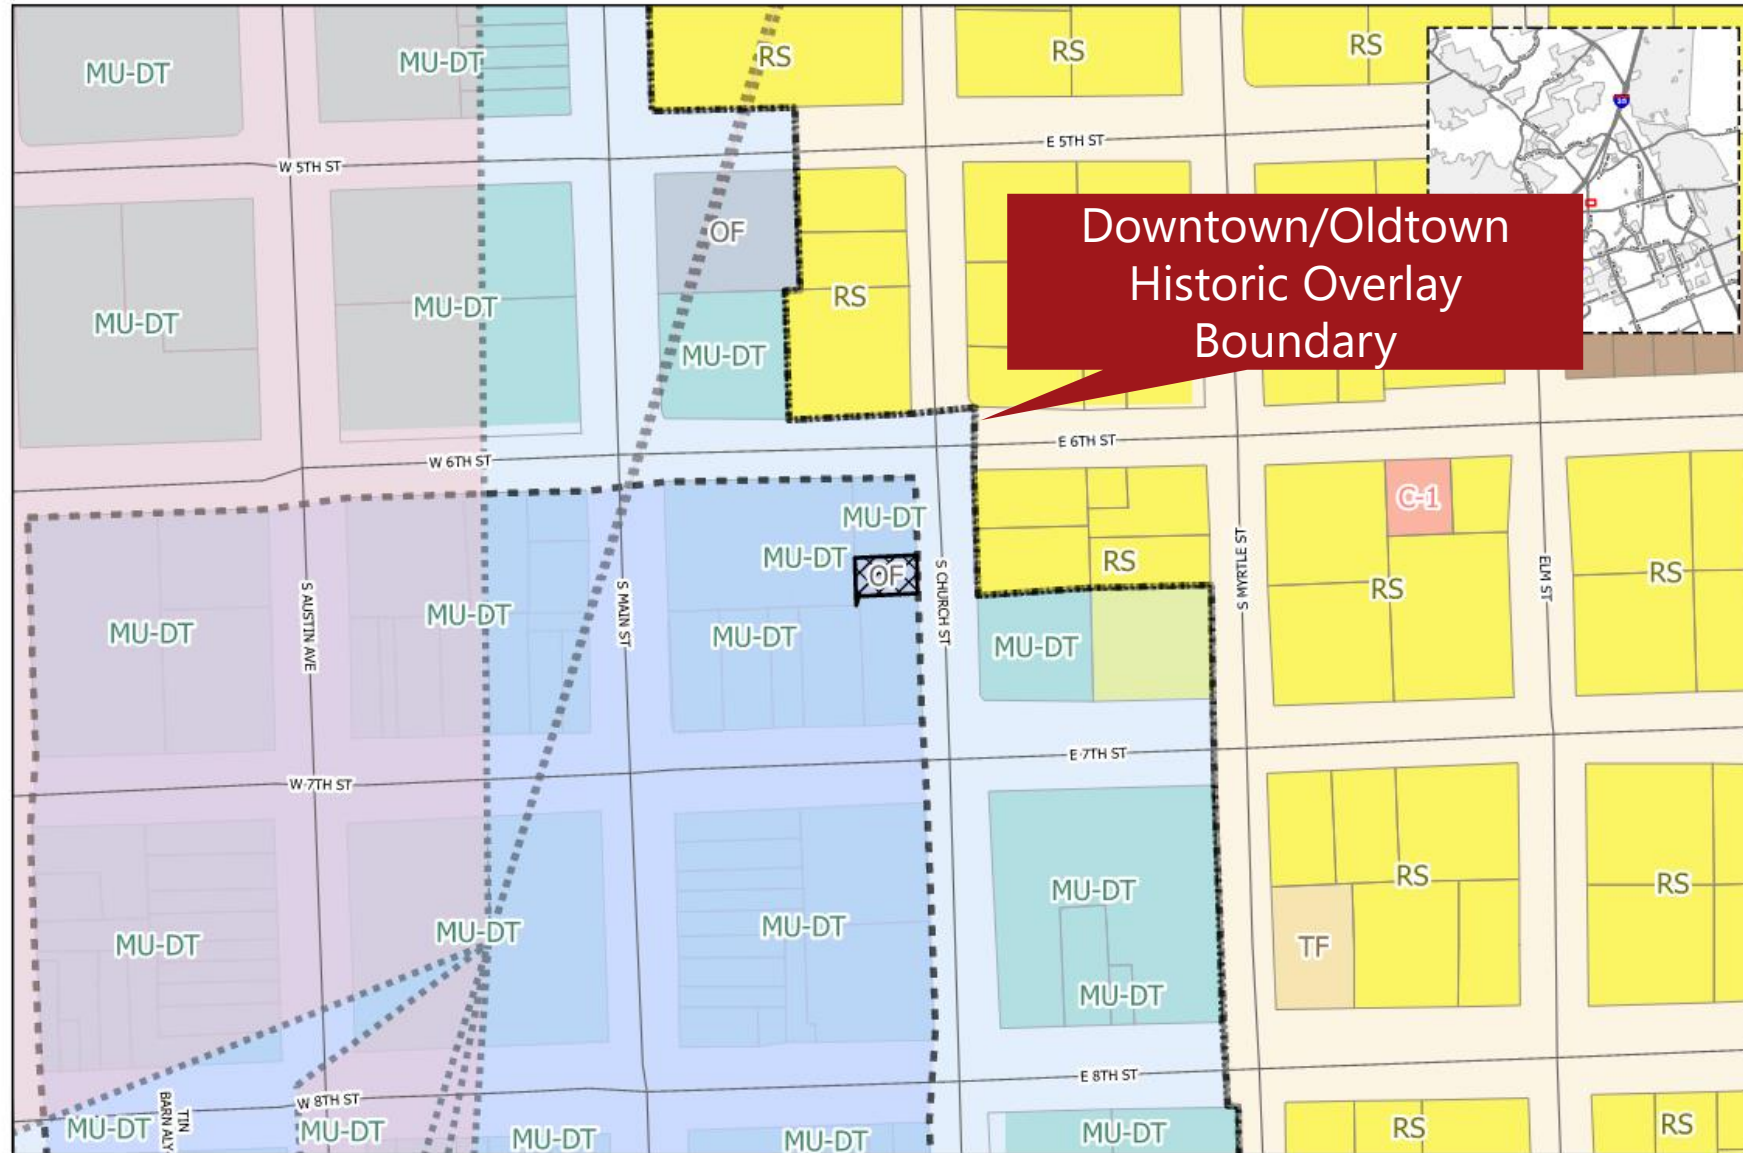 MU-DT
MU-DT
RS
RS
RS
35
W 5TH ST
E 5TH ST
OF
RS
MU-DT
MU-DT
MU-DT
Downtown/Oldtown
Historic Overlay
Boundary
W 6TH ST
E 6TH ST
MU-DT
MU-DT
OF
MU-DT
MU-DT
MU-DT
S AUSTIN AVE
S MAIN ST
S CHURCH ST
RS
MU-DT
S MYRTLE ST
C-1
RS
ELM ST
RS
W 7TH ST
E 7TH ST
MU-DT
MU-DT
MU-DT
MU-DT
MU-DT
RS
TF
RS
W 8TH ST
E 8TH ST
TIN
BARN ALY
MU-DT
MU-DT
MU-DT
MU-DT
MU-DT
RS
RS